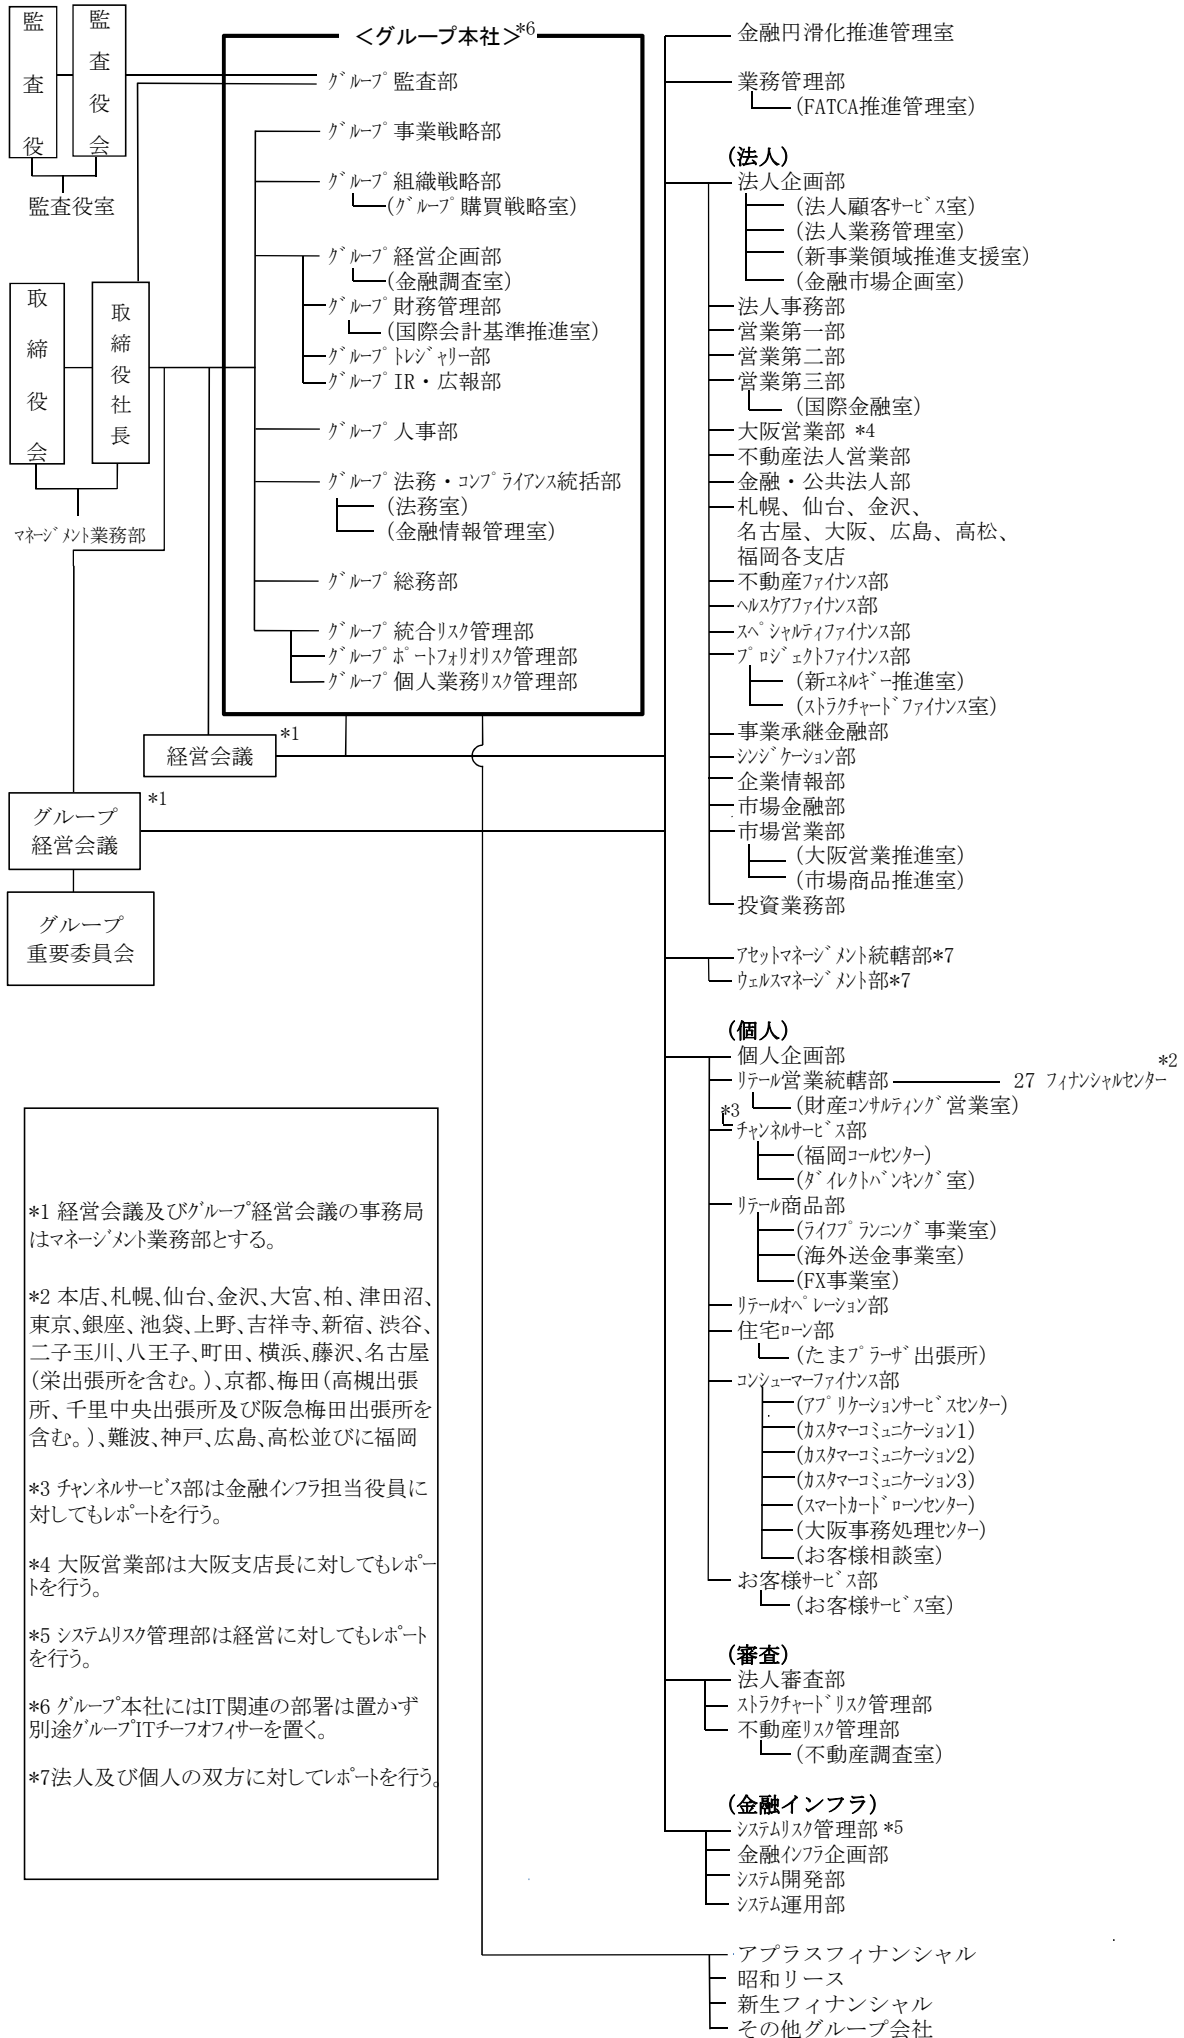 監査役
監査役会
監査役室
取締役会
取締役社長
マネージメント業務部
経営会議
*1
グループ
経営会議
*1
グループ
重要委員会
<グループ本社>*6
グループ監査部
グループ事業戦略部
グループ組織戦略部
(グループ購買戦略室)
グループ経営企画部
(金融調査室)
グループ財務管理部
(国際会計基準推進室)
グループトレジャリー部
グループIR・広報部
グループ人事部
グループ法務・コンプライアンス統括部
(法務室)
(金融情報管理室)
グループ総務部
グループ統合リスク管理部
グループポートフォリオリスク管理部
グループ個人業務リスク管理部
金融円滑化推進管理室
業務管理部
(FATCA推進管理室)
(法人)
法人企画部
(法人顧客サービス室)
(法人業務管理室)
(新事業領域推進支援室)
(金融市場企画室)
法人事務部
営業第一部
営業第二部
営業第三部
(国際金融室)
大阪営業部 *4
不動産法人営業部
金融・公共法人部
札幌、仙台、金沢、
名古屋、大阪、広島、高松、
福岡各支店
不動産ファイナンス部
ヘルスケアファイナンス部
スペシャルティファイナンス部
プロジェクトファイナンス部
(新エネルギー推進室)
(ストラクチャードファイナンス室)
事業承継金融部
シンジケーション部
企業情報部
市場金融部
市場営業部
(大阪営業推進室)
(市場商品推進室)
投資業務部
アセットマネージメント統轄部*7
ウェルスマネージメント部*7
(個人)
個人企画部
リテール営業統轄部 27 フィナンシャルセンター *2
(財産コンサルティング営業室)
*3
チャンネルサービス部
(福岡コールセンター)
(ダイレクトバンキング室)
リテール商品部
(ライフプランニング事業室)
(海外送金事業室)
(FX事業室)
リテールオペレーション部
住宅ローン部
(たまプラーザ出張所)
コンシューマーファイナンス部
(アプリケーションサービスセンター)
(カスタマーコミュニケーション1)
(カスタマーコミュニケーション2)
(カスタマーコミュニケーション3)
(スマートカードローンセンター)
(大阪事務処理センター)
(お客様相談室)
お客様サービス部
(お客様サービス室)
(審査)
法人審査部
ストラクチャードリスク管理部
不動産リスク管理部
(不動産調査室)
(金融インフラ)
システムリスク管理部 *5
金融インフラ企画部
システム開発部
システム運用部
アプラスフィナンシャル
昭和リース
新生フィナンシャル
その他グループ会社
*1 経営会議及びグループ経営会議の事務局
はマネージメント業務部とする。
*2 本店、札幌、仙台、金沢、大宮、柏、津田沼、
東京、銀座、池袋、上野、吉祥寺、新宿、渋谷、
二子玉川、八王子、町田、横浜、藤沢、名古屋
(栄出張所を含む。)、京都、梅田(高槻出張
所、千里中央出張所及び阪急梅田出張所を
含む。)、難波、神戸、広島、高松並びに福岡
*3 チャンネルサービス部は金融インフラ担当役員に
対してもレポートを行う。
*4 大阪営業部は大阪支店長に対してもレポー
トを行う。
*5 システムリスク管理部は経営に対してもレポート
を行う。
*6 グループ本社にはIT関連の部署は置かず
別途グループITチーフオフィサーを置く。
*7法人及び個人の双方に対してレポートを行う。